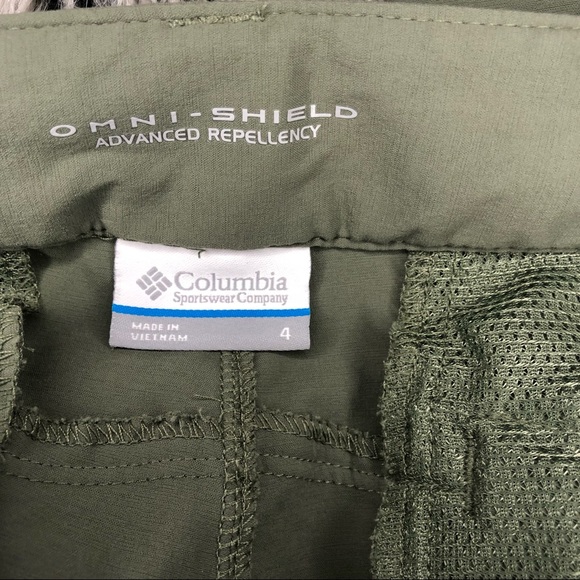 OMNI-SHIELD
ADVANCED REPELLENCY
Columbia
Sportswear Company
MADE IN
VIETNAM
4